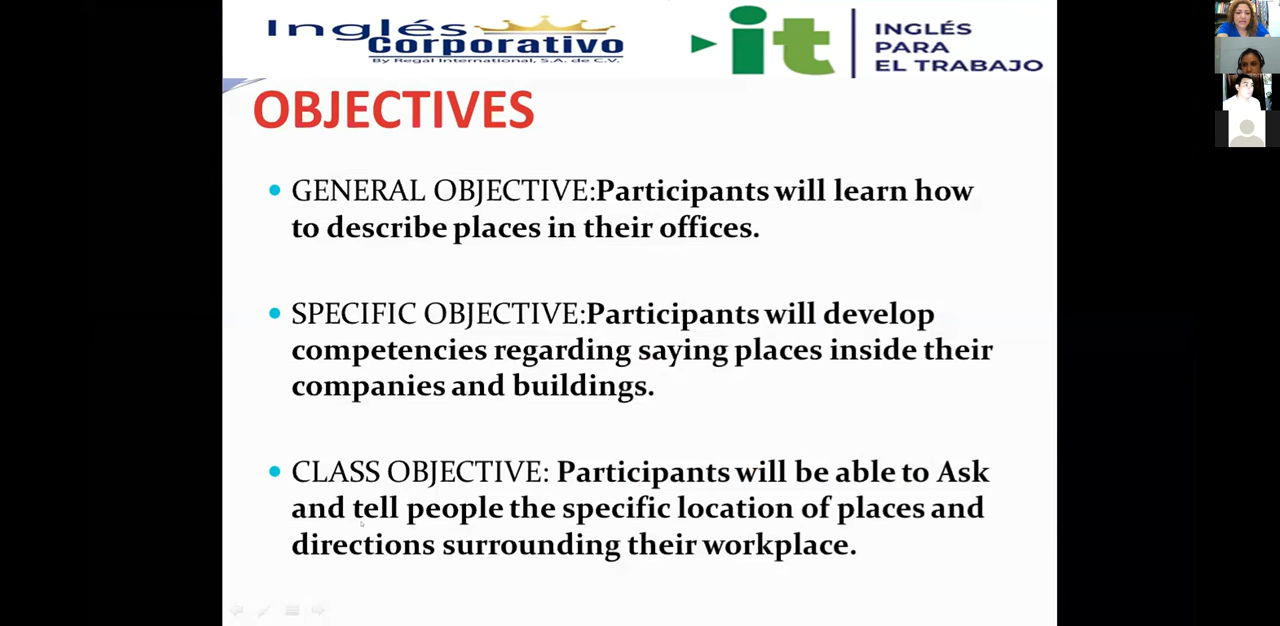 Inglés
Corporativo
By Regal International, S.A. de C.V.
it
INGLÉS
PARA
EL TRABAJO
OBJECTIVES
GENERAL OBJECTIVE:Participants will learn how
to describe places in their offices.
SPECIFIC OBJECTIVE:Participants will develop
competencies regarding saying places inside their
companies and buildings.
CLASS OBJECTIVE: Participants will be able to Ask
and tell people the specific location of places and
directions surrounding their workplace.